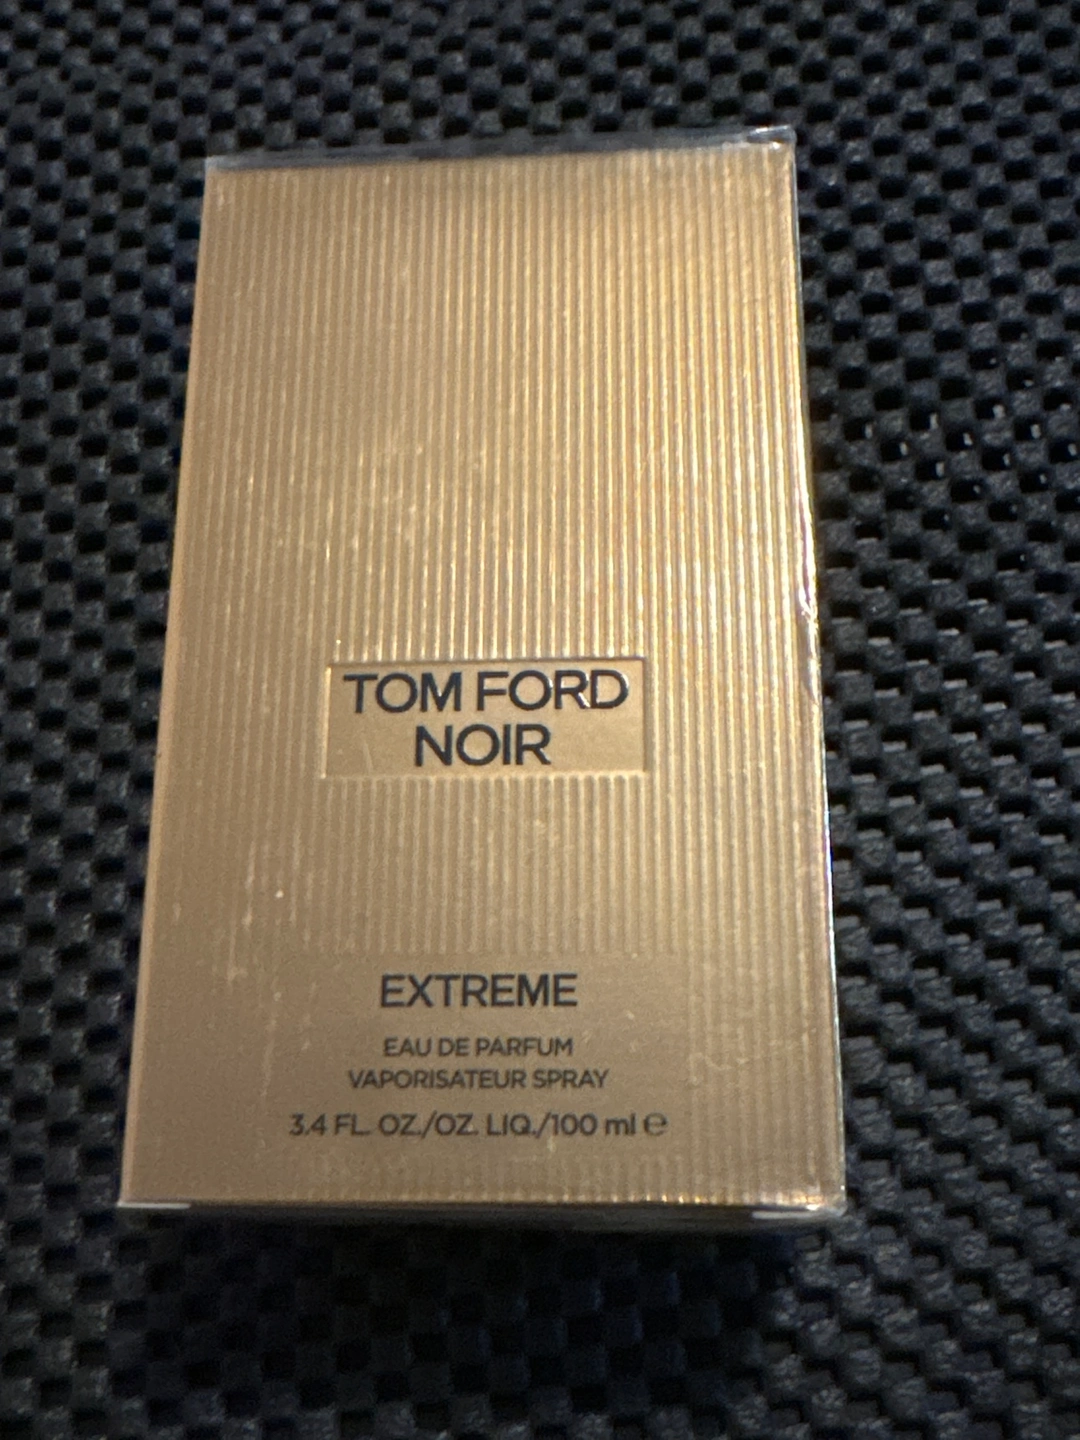 TOM FORD
NOIR
EXTREME
EAU DE PARFUM
VAPORISATEUR SPRAY
3.4 FL. OZ./OZ. LIQ./100 ml ℮